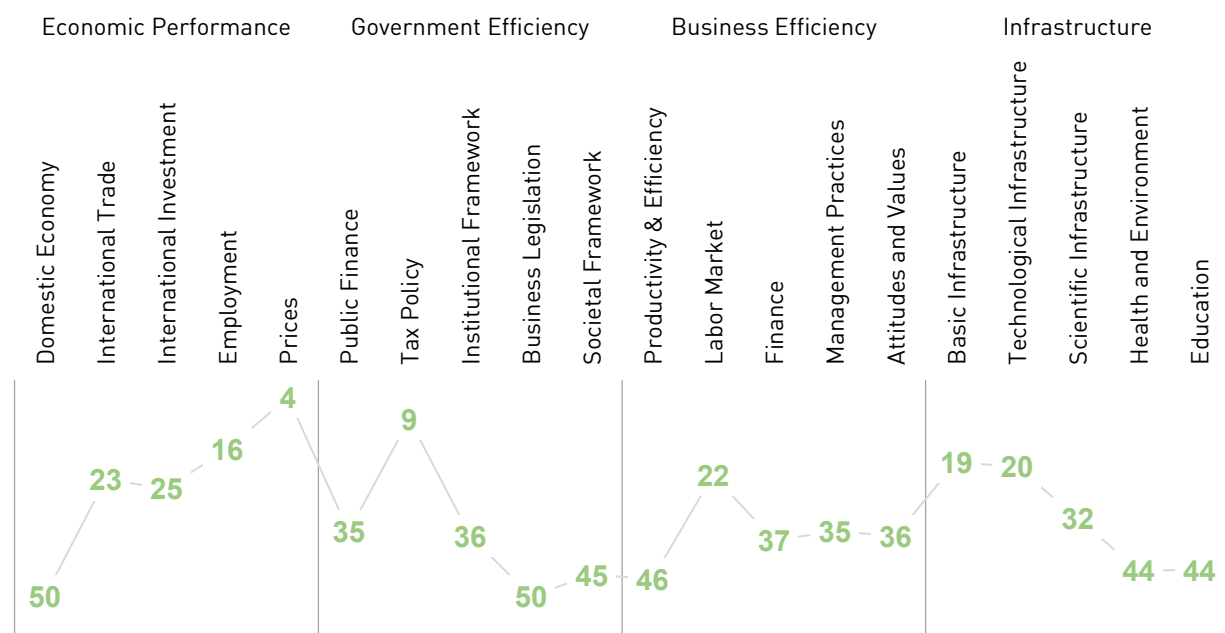 Economic Performance
Government Efficiency
Business Efficiency
Infrastructure
Domestic Economy
International Trade
International Investment
Employment
Prices
Public Finance
Tax Policy
Institutional Framework
Business Legislation
Societal Framework
Productivity & Efficiency
Labor Market
Finance
Management Practices
Attitudes and Values
Basic Infrastructure
Technological Infrastructure
Scientific Infrastructure
Health and Environment
Education
50
23
25
16
4
35
9
36
50
45
46
22
37
35
36
19
20
32
44
44